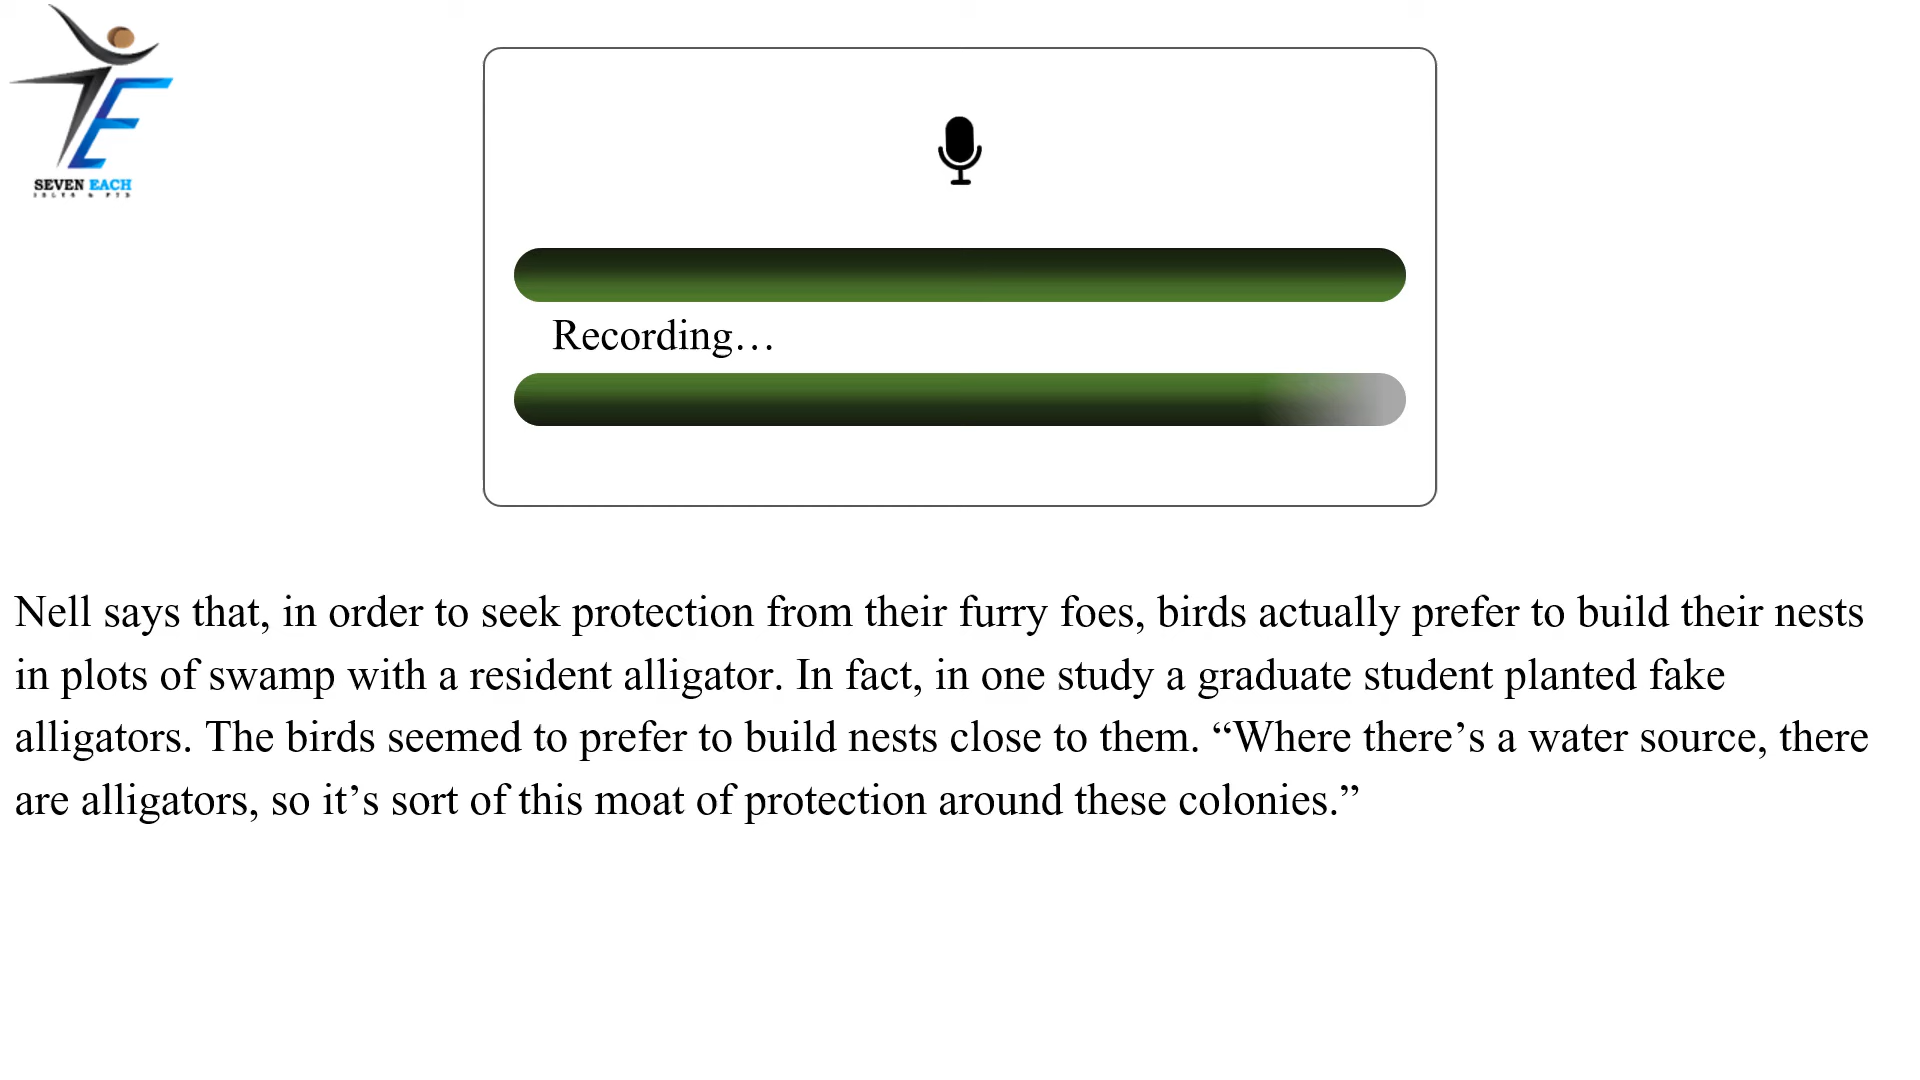 SEVEN EACH
IELTS & PTE
Recording…
Nell says that, in order to seek protection from their furry foes, birds actually prefer to build their nests
in plots of swamp with a resident alligator. In fact, in one study a graduate student planted fake
alligators. The birds seemed to prefer to build nests close to them. “Where there’s a water source, there
are alligators, so it’s sort of this moat of protection around these colonies.”